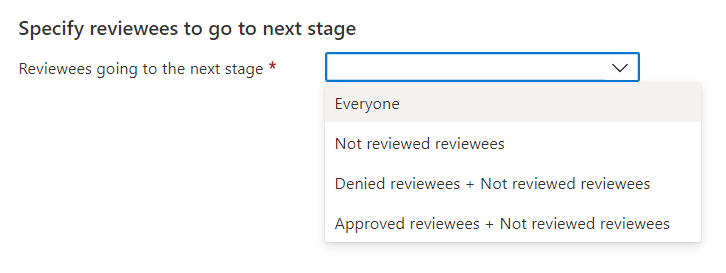 Specify reviewees to go to next stage
Reviewees going to the next stage *
Everyone
Not reviewed reviewees
Denied reviewees + Not reviewed reviewees
Approved reviewees + Not reviewed reviewees